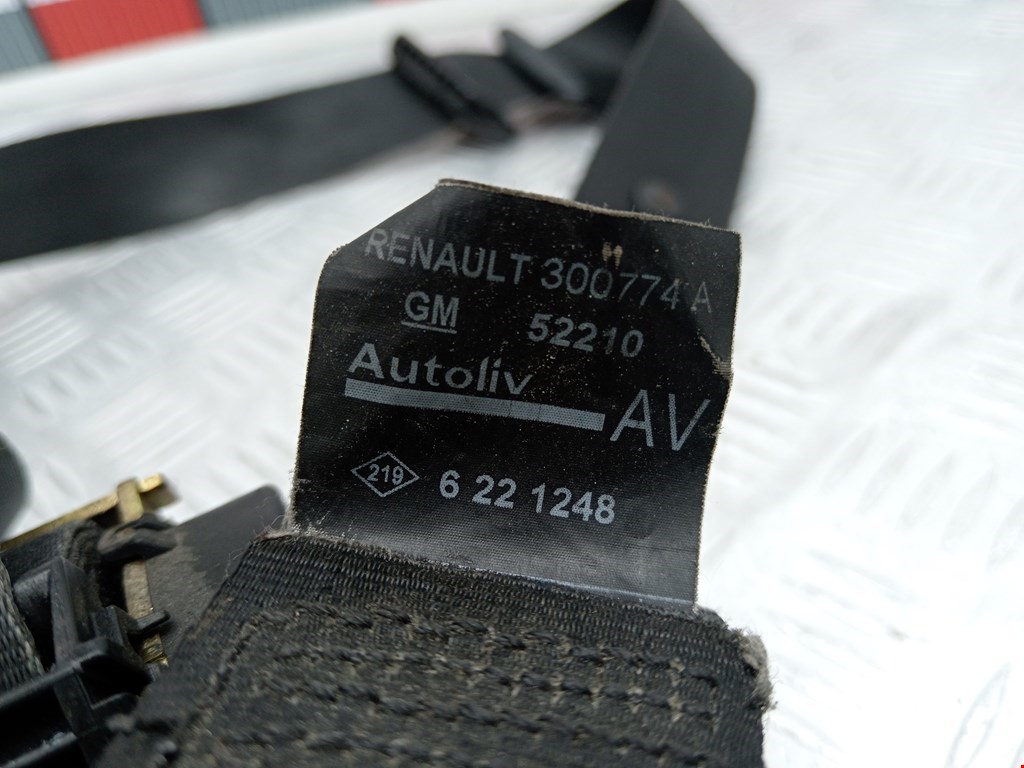 RENAULT 300774 A
GM 52210
Autoliv
AV
219 6 22 1248